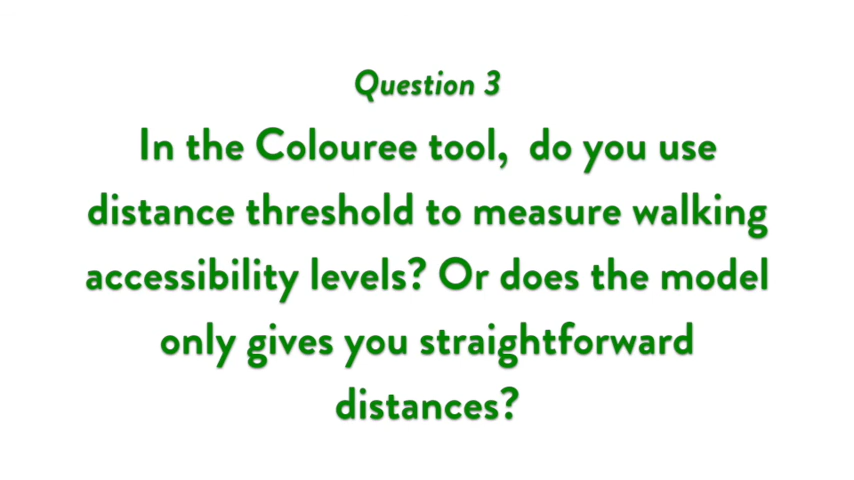 Question 3
In the Colouree tool, do you use
distance threshold to measure walking
accessibility levels? Or does the model
only gives you straightforward
distances?